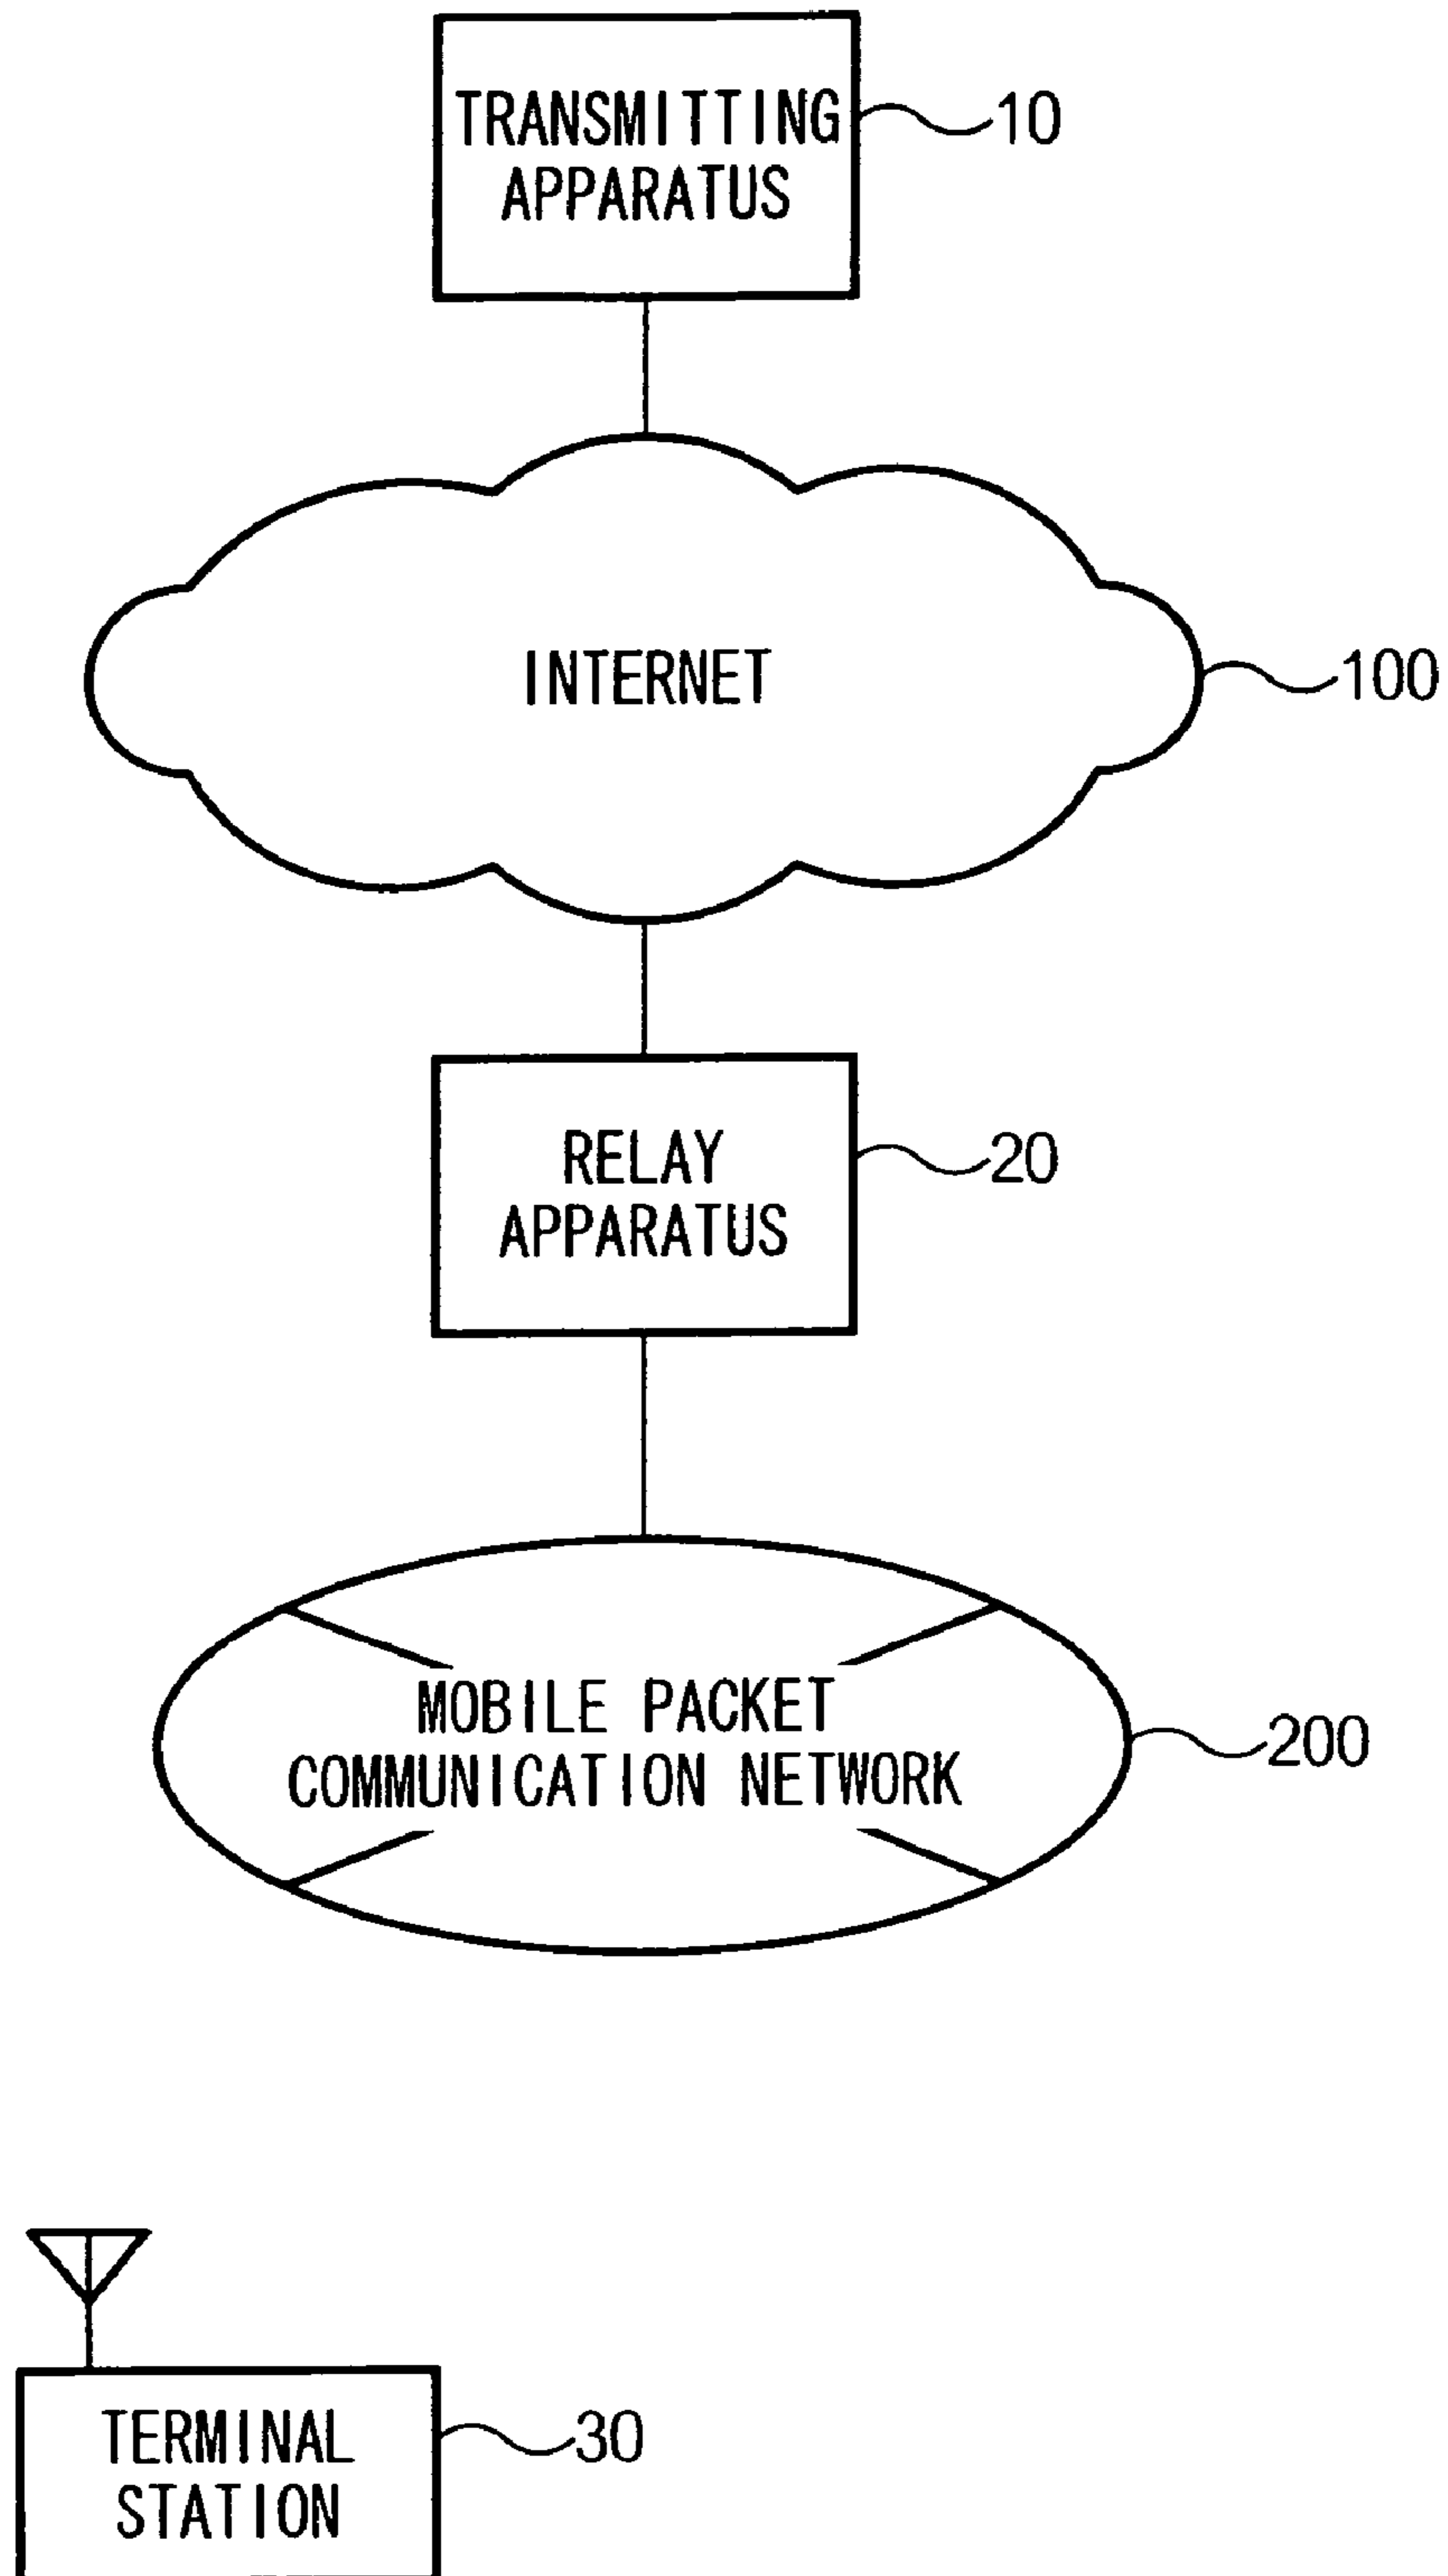 TRANSMITTING
APPARATUS
10
INTERNET
100
RELAY
APPARATUS
20
MOBILE PACKET
COMMUNICATION NETWORK
200
TERMINAL
STATION
30